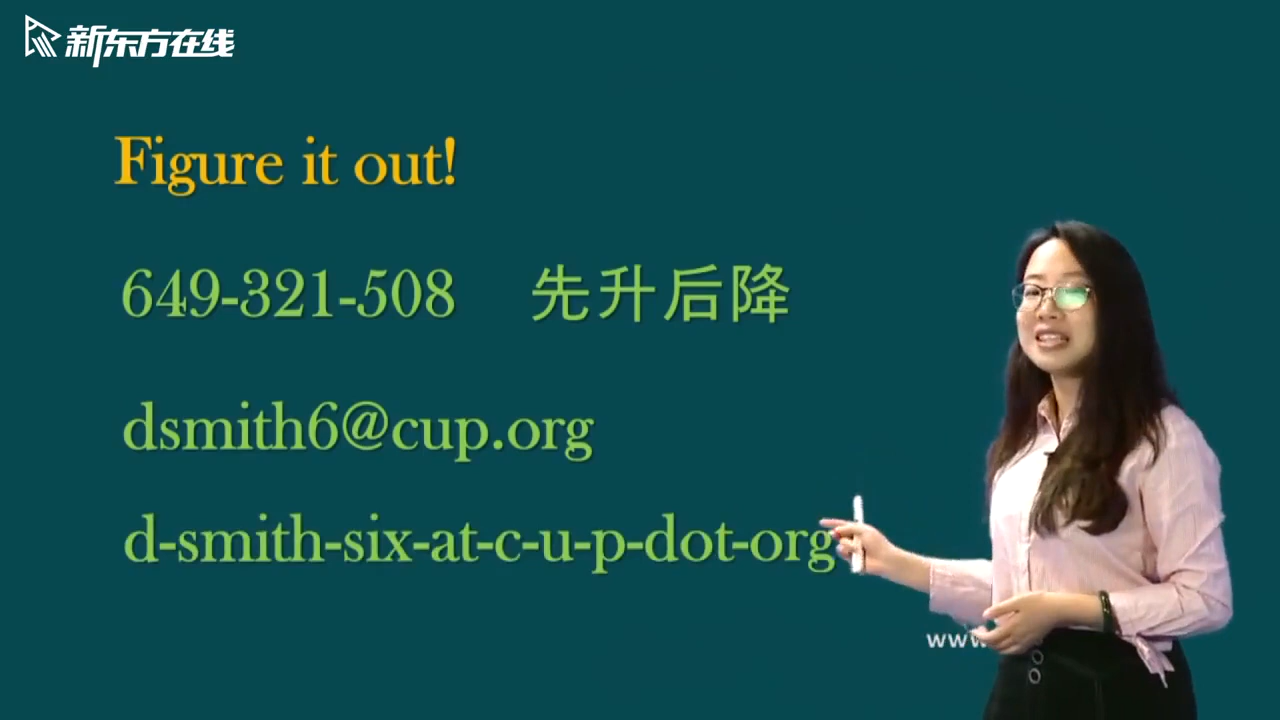 新东方在线
Figure it out!
649-321-508 先升后降
dsmith6@cup.org
d-smith-six-at-c-u-p-dot-org
www